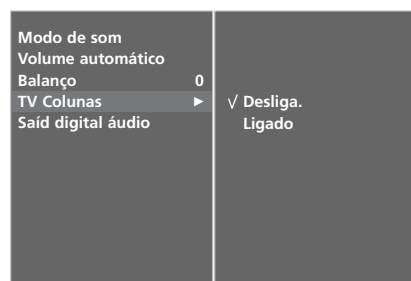 Modo de som
Volume automático
Balanço 0
TV Colunas ►
Saíd digital áudio
√ Desliga.
Ligado